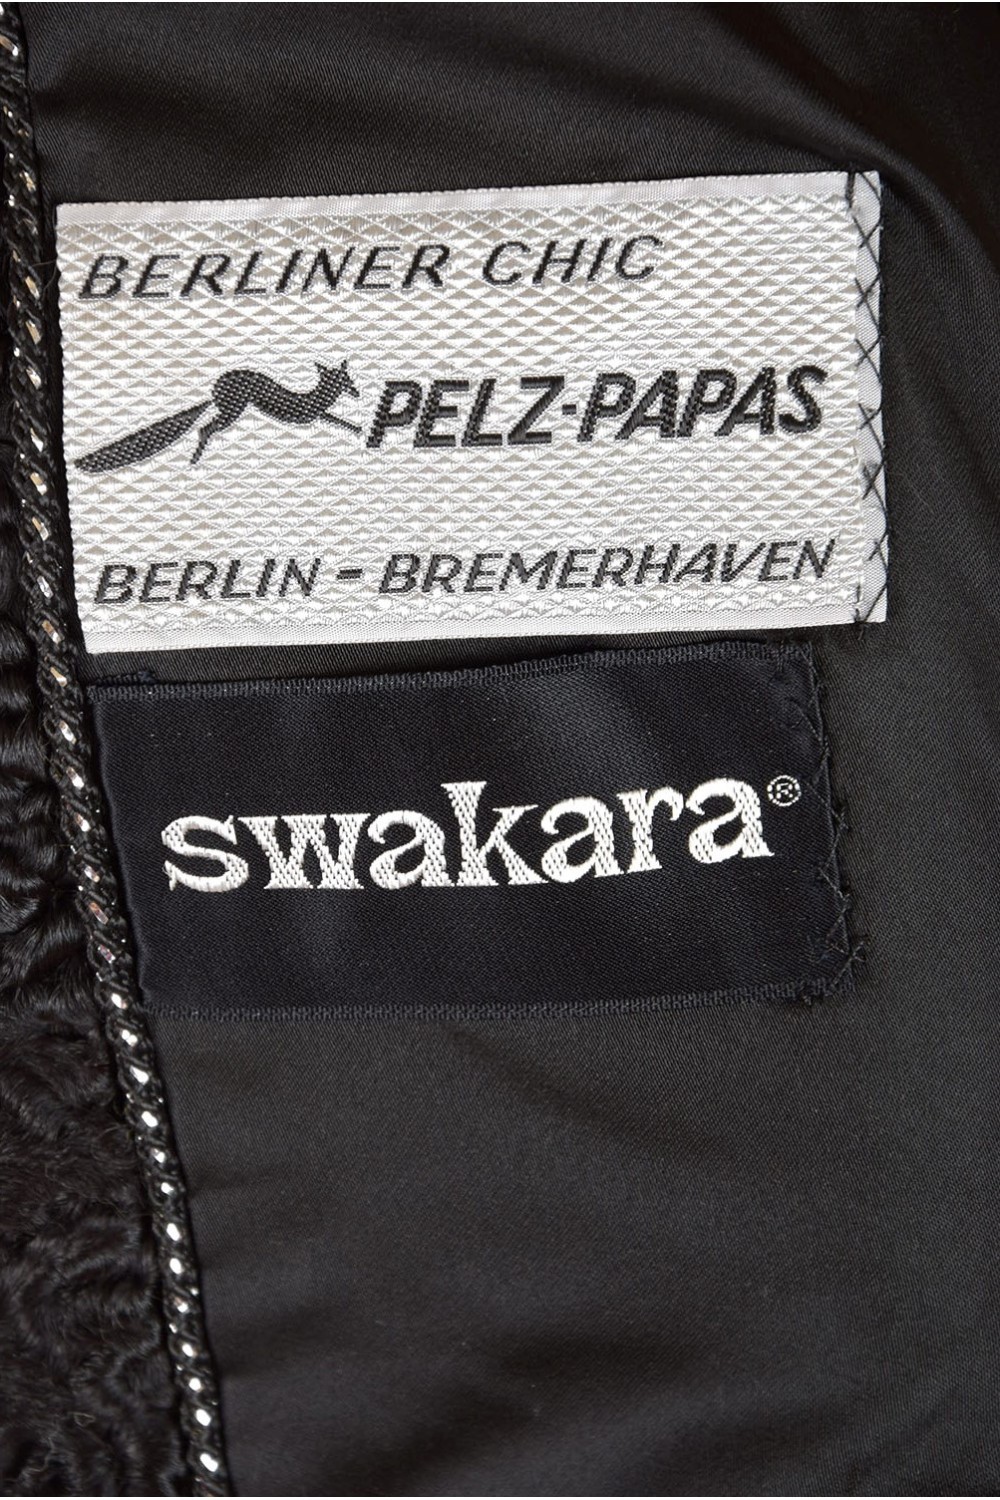 BERLINER CHIC
PELZ-PAPAS
BERLIN - BREMERHAVEN
swakara®